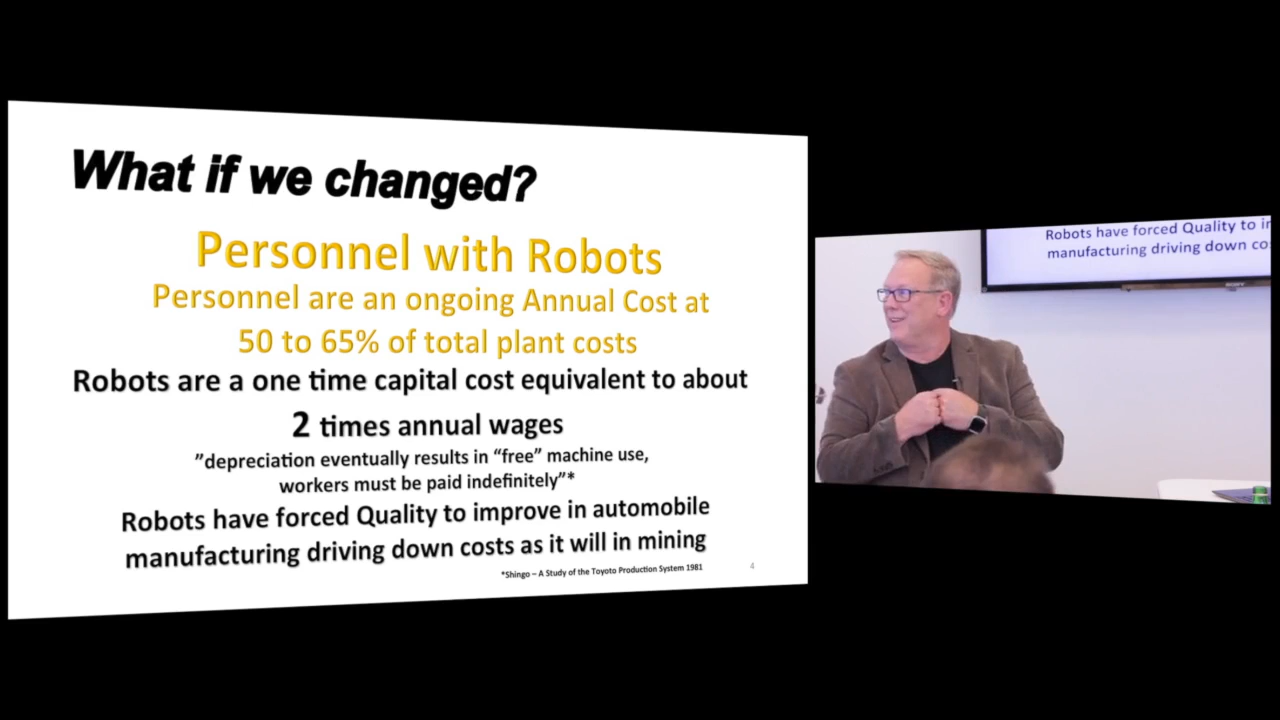 What if we changed?
Personnel with Robots
Personnel are an ongoing Annual Cost at
50 to 65% of total plant costs
Robots are a one time capital cost equivalent to about
2 times annual wages
”depreciation eventually results in “free” machine use,
workers must be paid indefinitely”*
Robots have forced Quality to improve in automobile
manufacturing driving down costs as it will in mining
*Shingo – A Study of the Toyoto Production System 1981
4
Robots have forced Quality to i
manufacturing driving down co
SONY